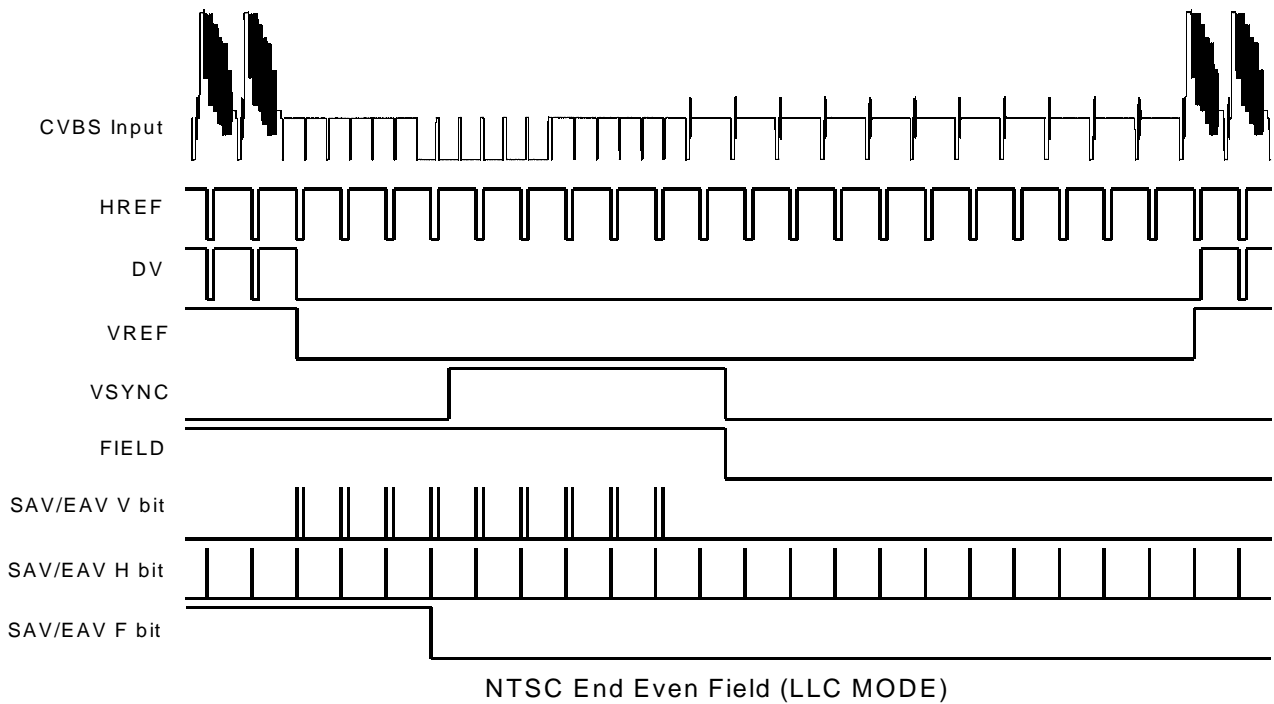 CVBS Input
HREF
DV
VREF
VSYNC
FIELD
SAV/EAV V bit
SAV/EAV H bit
SAV/EAV F bit
NTSC End Even Field (LLC MODE)